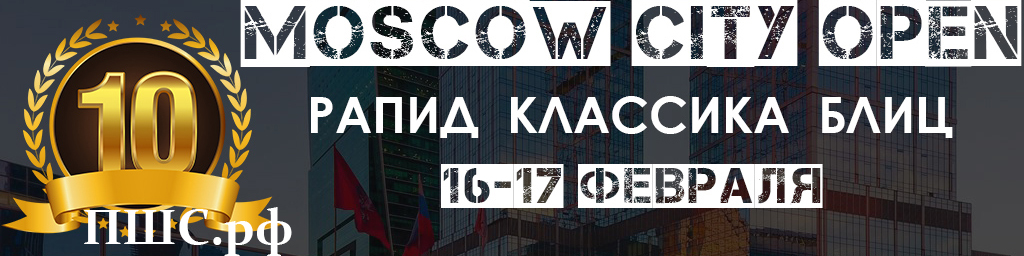 MOSCOW CITY OPEN
10
РАПИД КЛАССИКА БЛИЦ
16-17 ФЕВРАЛЯ
ПШС.рф